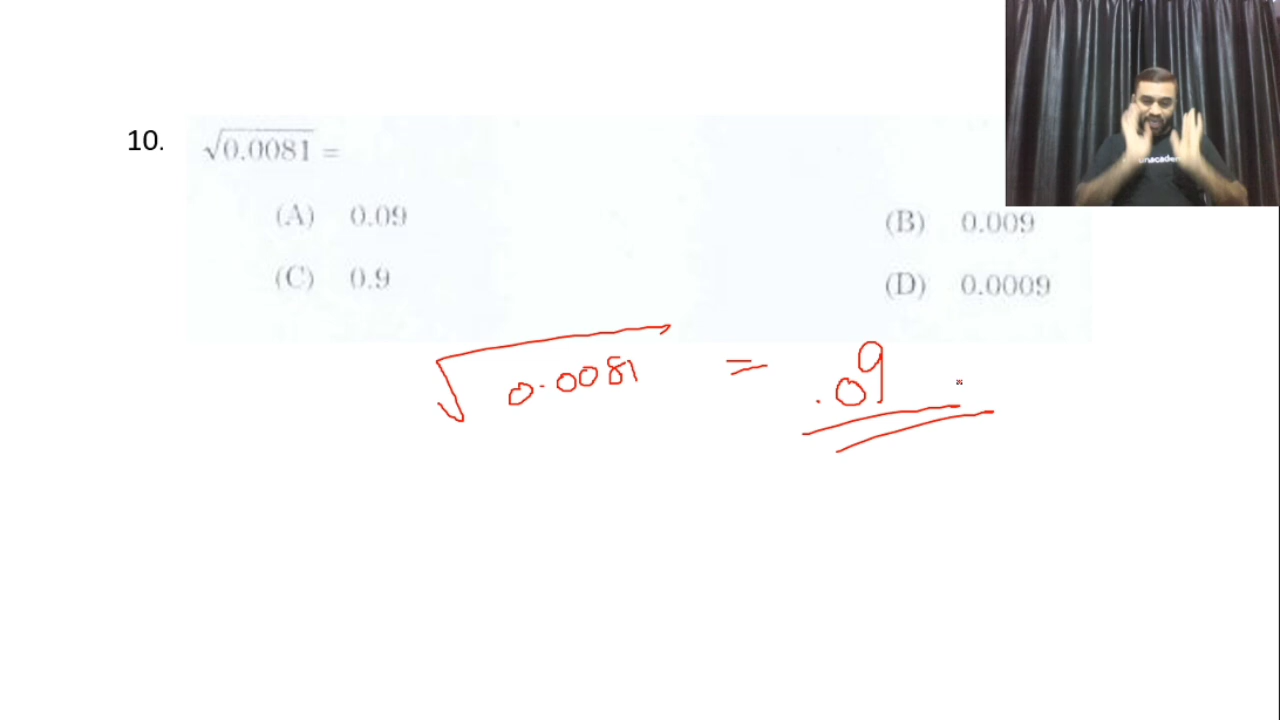 10. √0.0081 =
(A) 0.09 (B) 0.009
(C) 0.9 (D) 0.0009
√0.0081 = .09